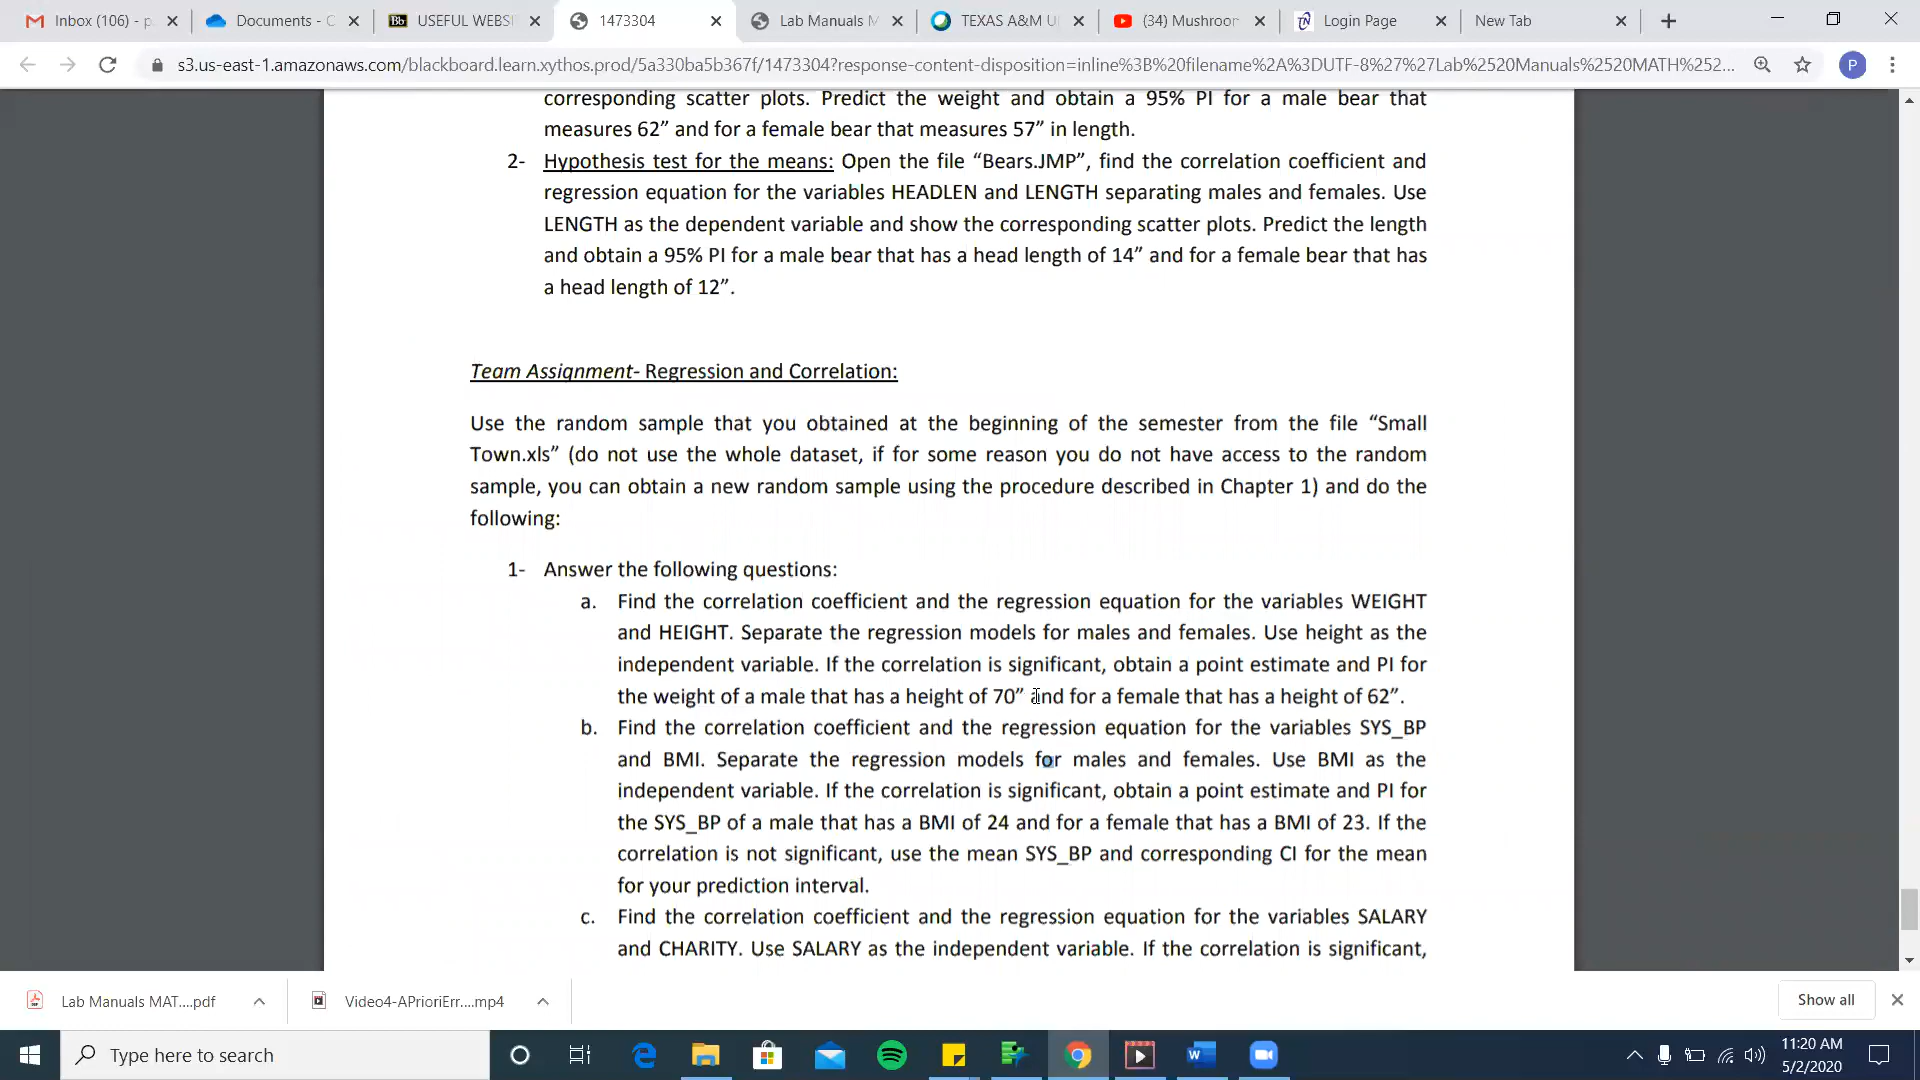 Inbox (106) - p
Documents - C
Bb USEFUL WEBSI
1473304
Lab Manuals M
TEXAS A&M U
(34) Mushroom
Login Page
New Tab
s3.us-east-1.amazonaws.com/blackboard.learn.xythos.prod/5a330ba5b367f/1473304?response-content-disposition=inline%3B%20filename%2A%3DUTF-8%27%27Lab%2520Manuals%2520MATH%252...
P
corresponding scatter plots. Predict the weight and obtain a 95% PI for a male bear that
measures 62” and for a female bear that measures 57” in length.
2- Hypothesis test for the means: Open the file “Bears.JMP”, find the correlation coefficient and
regression equation for the variables HEADLEN and LENGTH separating males and females. Use
LENGTH as the dependent variable and show the corresponding scatter plots. Predict the length
and obtain a 95% PI for a male bear that has a head length of 14” and for a female bear that has
a head length of 12”.
Team Assignment- Regression and Correlation:
Use the random sample that you obtained at the beginning of the semester from the file “Small
Town.xls” (do not use the whole dataset, if for some reason you do not have access to the random
sample, you can obtain a new random sample using the procedure described in Chapter 1) and do the
following:
1- Answer the following questions:
a. Find the correlation coefficient and the regression equation for the variables WEIGHT
and HEIGHT. Separate the regression models for males and females. Use height as the
independent variable. If the correlation is significant, obtain a point estimate and PI for
the weight of a male that has a height of 70” and for a female that has a height of 62”.
b. Find the correlation coefficient and the regression equation for the variables SYS_BP
and BMI. Separate the regression models for males and females. Use BMI as the
independent variable. If the correlation is significant, obtain a point estimate and PI for
the SYS_BP of a male that has a BMI of 24 and for a female that has a BMI of 23. If the
correlation is not significant, use the mean SYS_BP and corresponding CI for the mean
for your prediction interval.
c. Find the correlation coefficient and the regression equation for the variables SALARY
and CHARITY. Use SALARY as the independent variable. If the correlation is significant,
Lab Manuals MAT....pdf
Video4-APrioriErr....mp4
Show all
Type here to search
11:20 AM
5/2/2020